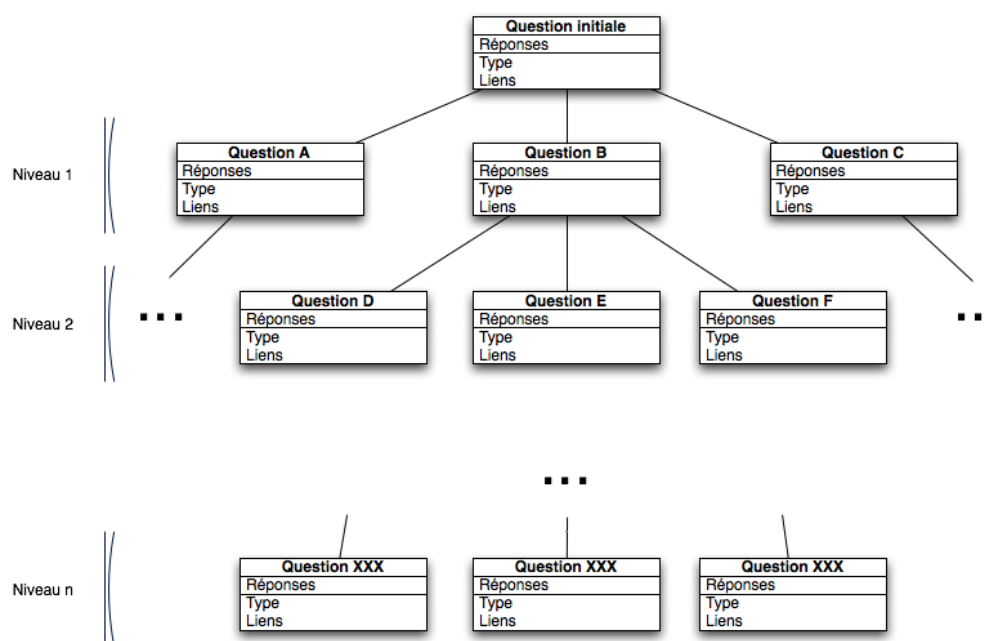 Question initiale
Réponses
Type
Liens
Niveau 1
Question A
Réponses
Type
Liens
Question B
Réponses
Type
Liens
Question C
Réponses
Type
Liens
Niveau 2
...
Question D
Réponses
Type
Liens
Question E
Réponses
Type
Liens
Question F
Réponses
Type
Liens
..
...
Niveau n
Question XXX
Réponses
Type
Liens
Question XXX
Réponses
Type
Liens
Question XXX
Réponses
Type
Liens